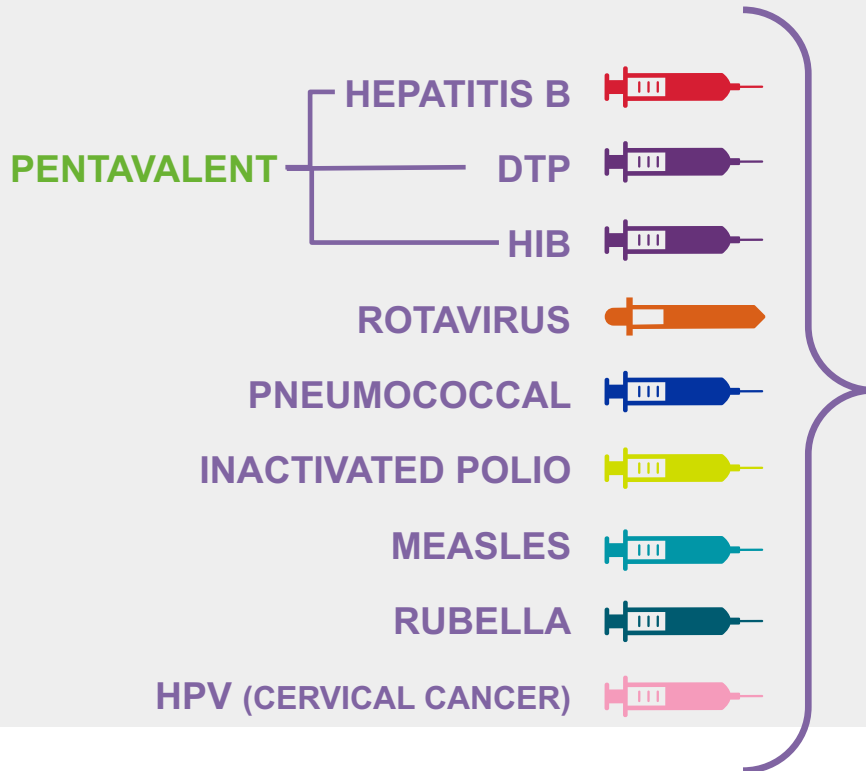 HEPATITIS B
PENTAVALENT DTP
HIB
ROTAVIRUS
PNEUMOCOCCAL
INACTIVATED POLIO
MEASLES
RUBELLA
HPV (CERVICAL CANCER)